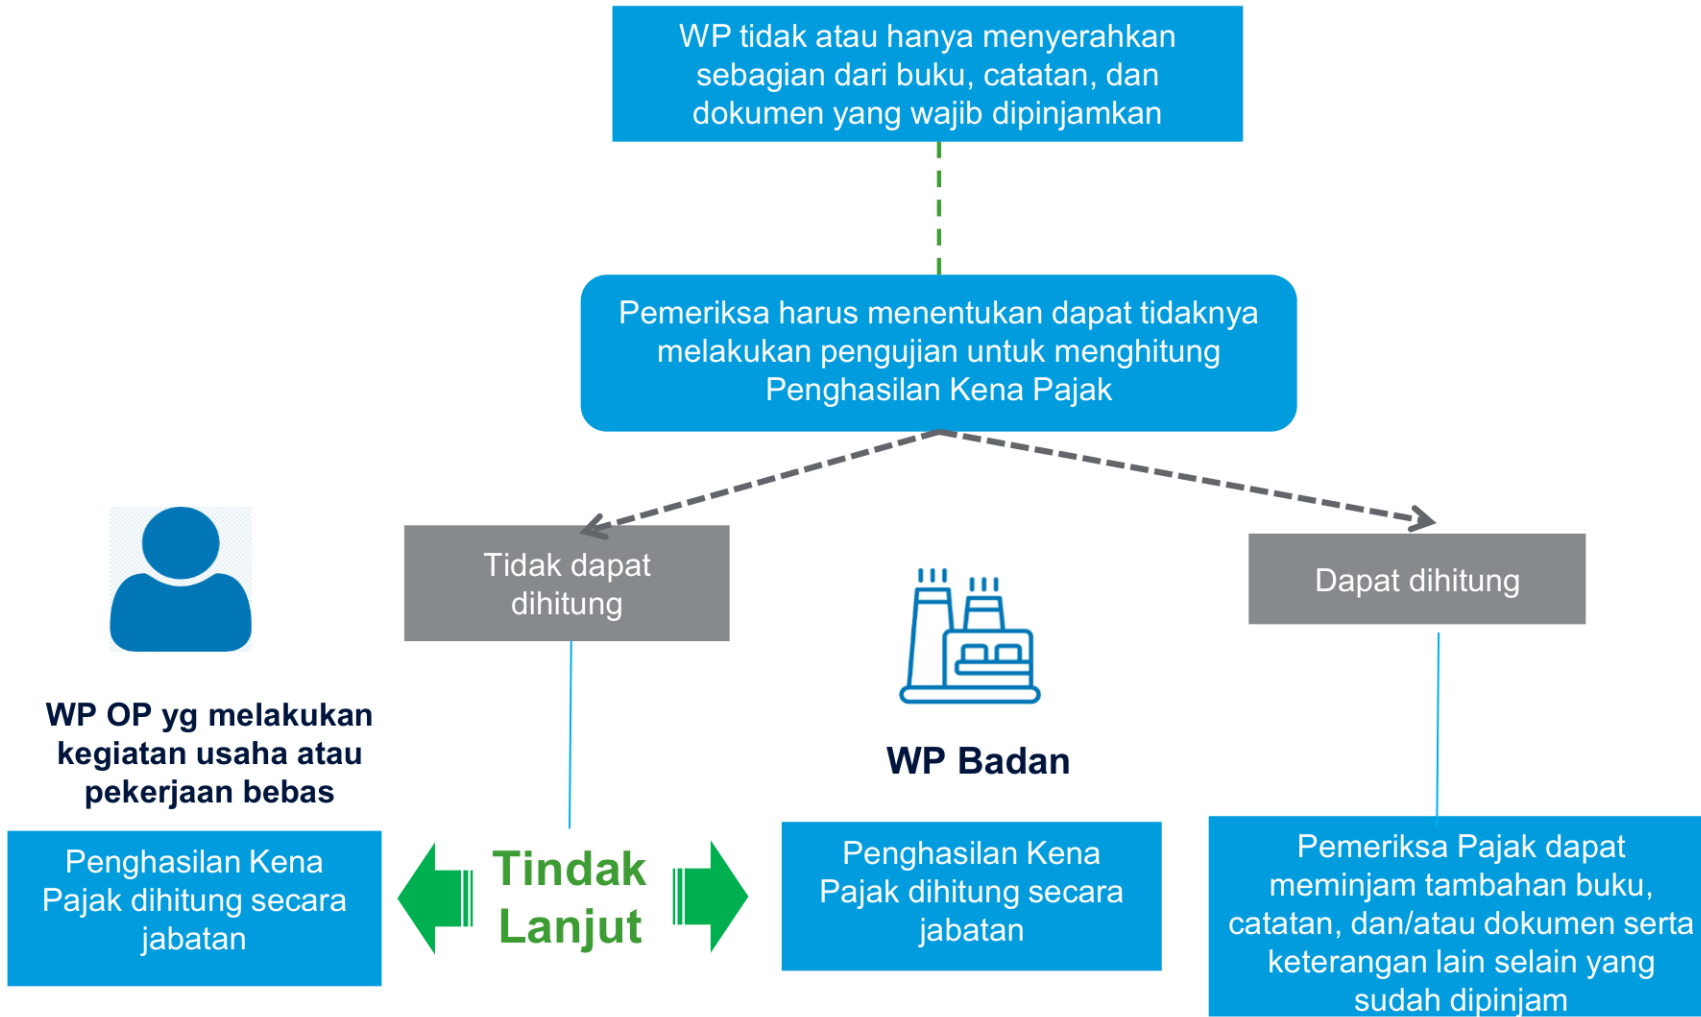 WP tidak atau hanya menyerahkan
sebagian dari buku, catatan, dan
dokumen yang wajib dipinjamkan
Pemeriksa harus menentukan dapat tidaknya
melakukan pengujian untuk menghitung
Penghasilan Kena Pajak
Tidak dapat
dihitung
Dapat dihitung
WP OP yg melakukan
kegiatan usaha atau
pekerjaan bebas
WP Badan
Penghasilan Kena
Pajak dihitung secara
jabatan
Tindak
Lanjut
Penghasilan Kena
Pajak dihitung secara
jabatan
Pemeriksa Pajak dapat
meminjam tambahan buku,
catatan, dan/atau dokumen serta
keterangan lain selain yang
sudah dipinjam